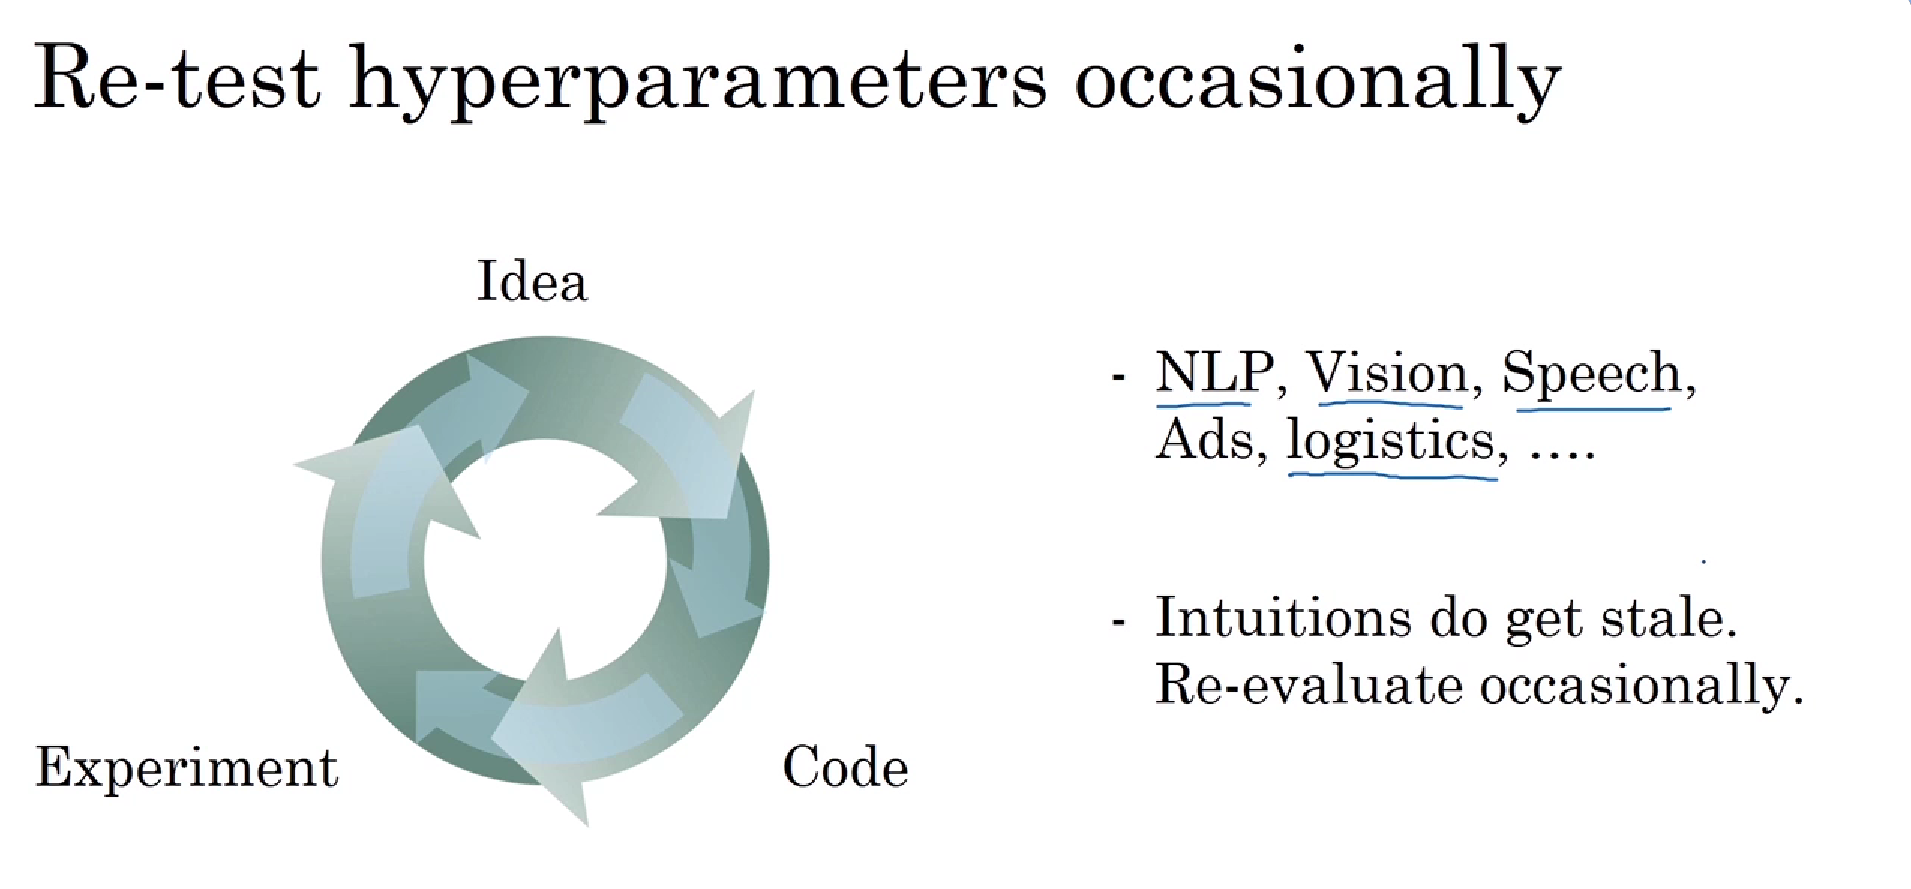 Re-test hyperparameters occasionally
Idea
Experiment
Code
- NLP, Vision, Speech,
Ads, logistics, ....
- Intuitions do get stale.
Re-evaluate occasionally.